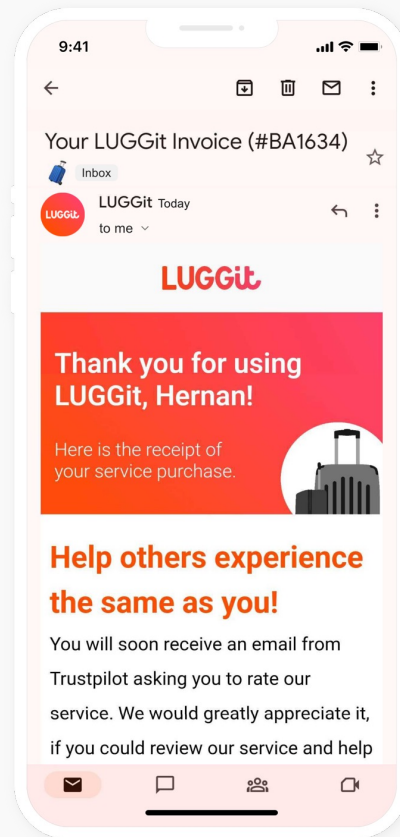 9:41
Your LUGGit Invoice (#BA1634)
Inbox
LUGGit
LUGGit Today
to me
LUGGit
Thank you for using
LUGGit, Hernan!
Here is the receipt of
your service purchase.
Help others experience
the same as you!
You will soon receive an email from
Trustpilot asking you to rate our
service. We would greatly appreciate it,
if you could review our service and help